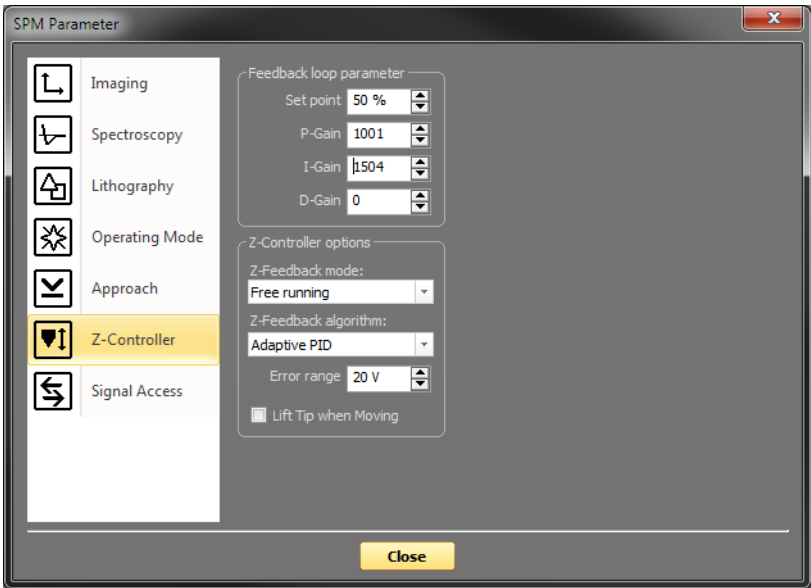 SPM Parameter
Imaging
Spectroscopy
Lithography
Operating Mode
Approach
Z-Controller
Signal Access
Feedback loop parameter
Set point 50 %
P-Gain 1001
I-Gain 1504
D-Gain 0
Z-Controller options
Z-Feedback mode:
Free running
Z-Feedback algorithm:
Adaptive PID
Error range 20 V
Lift Tip when Moving
Close